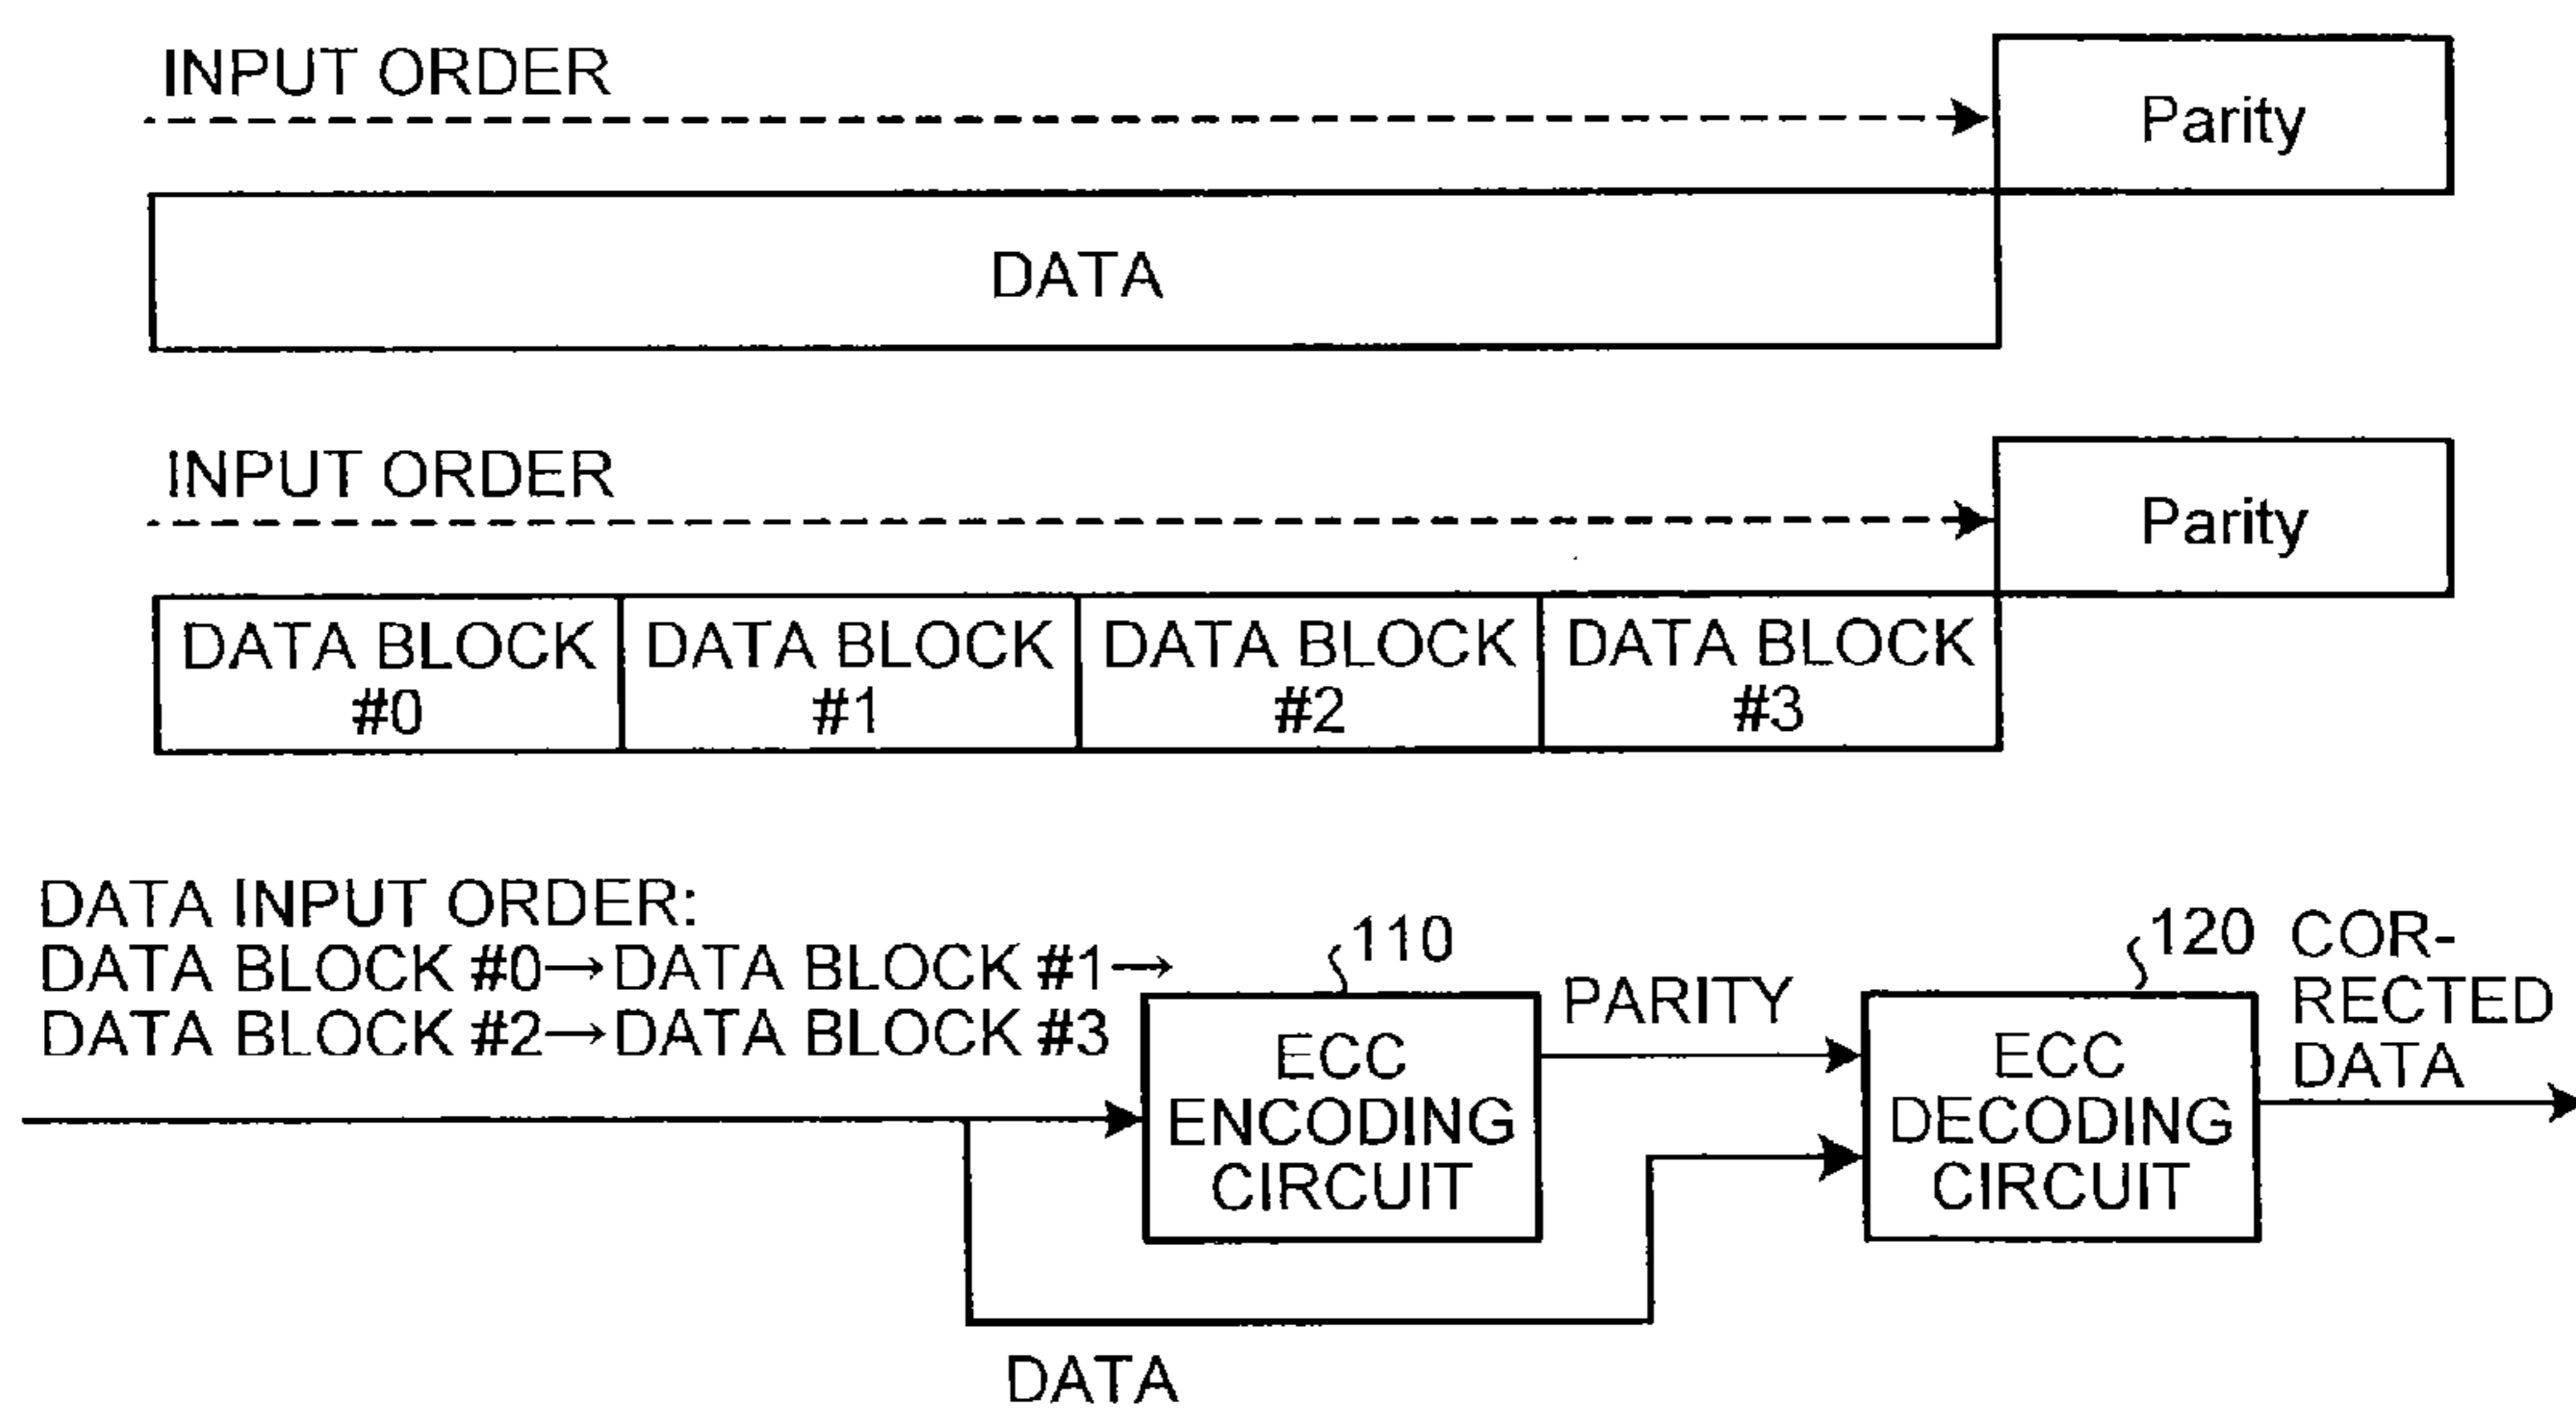 INPUT ORDER
Parity
DATA
INPUT ORDER
Parity
DATA BLOCK #0
DATA BLOCK #1
DATA BLOCK #2
DATA BLOCK #3
DATA INPUT ORDER:
DATA BLOCK #0→DATA BLOCK #1→
DATA BLOCK #2→DATA BLOCK #3
110
ECC
ENCODING
CIRCUIT
PARITY
120
ECC
DECODING
CIRCUIT
COR-
RECTED
DATA
DATA